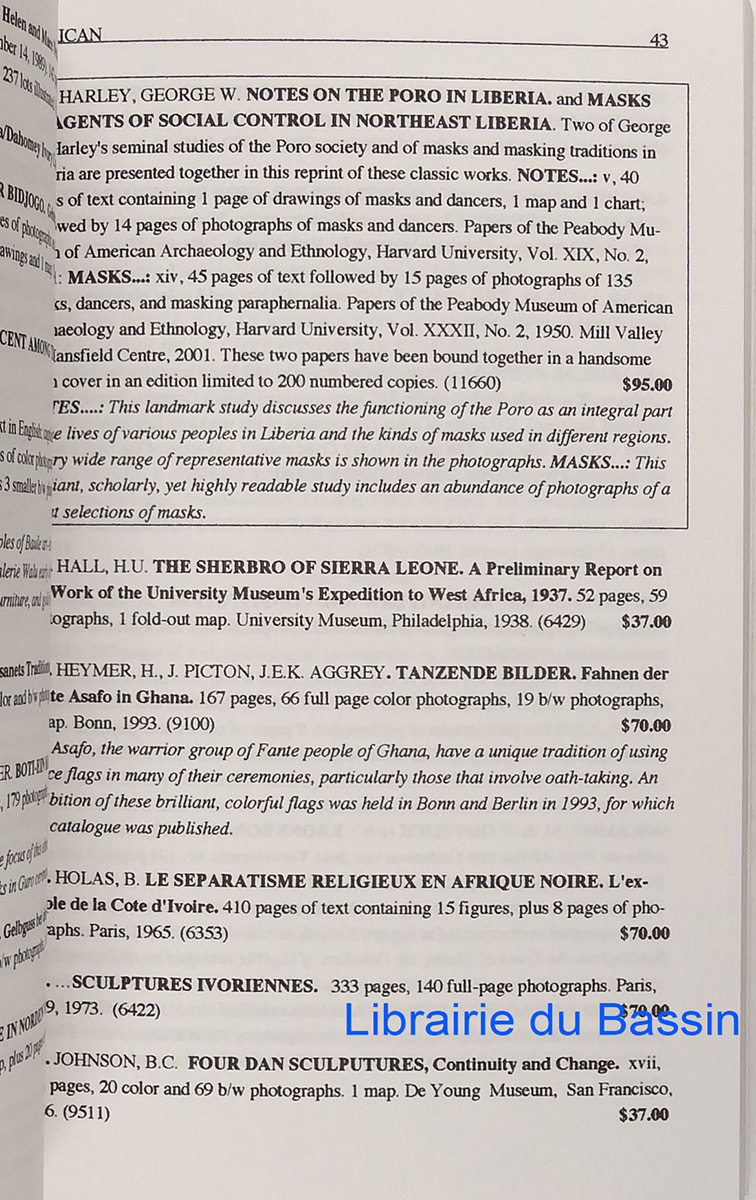 ICAN 43
HARLEY, GEORGE W. NOTES ON THE PORO IN LIBERIA. and MASKS
AGENTS OF SOCIAL CONTROL IN NORTHEAST LIBERIA. Two of George
Harley's seminal studies of the Poro society and of masks and masking traditions in
ria are presented together in this reprint of these classic works. NOTES...: v, 40
s of text containing 1 page of drawings of masks and dancers, 1 map and 1 chart;
wed by 14 pages of photographs of masks and dancers. Papers of the Peabody Mu-
of American Archaeology and Ethnology, Harvard University, Vol. XIX, No. 2,
: MASKS...: xiv, 45 pages of text followed by 15 pages of photographs of 135
ks, dancers, and masking paraphernalia. Papers of the Peabody Museum of American
haeology and Ethnology, Harvard University, Vol. XXXII, No. 2, 1950. Mill Valley
Mansfield Centre, 2001. These two papers have been bound together in a handsome
cover in an edition limited to 200 numbered copies. (11660) $95.00
TES....: This landmark study discusses the functioning of the Poro as an integral part
e lives of various peoples in Liberia and the kinds of masks used in different regions.
ry wide range of representative masks is shown in the photographs. MASKS...: This
iant, scholarly, yet highly readable study includes an abundance of photographs of a
t selections of masks.
HALL, H.U. THE SHERBRO OF SIERRA LEONE. A Preliminary Report on
Work of the University Museum's Expedition to West Africa, 1937. 52 pages, 59
tographs, 1 fold-out map. University Museum, Philadelphia, 1938. (6429) $37.00
HEYMER, H., J. PICTON, J.E.K. AGGREY. TANZENDE BILDER. Fahnen der
te Asafo in Ghana. 167 pages, 66 full page color photographs, 19 b/w photographs,
ap. Bonn, 1993. (9100) $70.00
Asafo, the warrior group of Fante people of Ghana, have a unique tradition of using
ce flags in many of their ceremonies, particularly those that involve oath-taking. An
bition of these brilliant, colorful flags was held in Bonn and Berlin in 1993, for which
catalogue was published.
. HOLAS, B. LE SEPARATISME RELIGIEUX EN AFRIQUE NOIRE. L'ex-
ple de la Cote d'Ivoire. 410 pages of text containing 15 figures, plus 8 pages of pho-
aphs. Paris, 1965. (6353) $70.00
. ...SCULPTURES IVORIENNES. 333 pages, 140 full-page photographs. Paris,
9, 1973. (6422) $70.00
Librairie du Bassin
. JOHNSON, B.C. FOUR DAN SCULPUTURES, Continuity and Change. xvii,
pages, 20 color and 69 b/w photographs. 1 map. De Young Museum, San Francisco,
6. (9511) $37.00